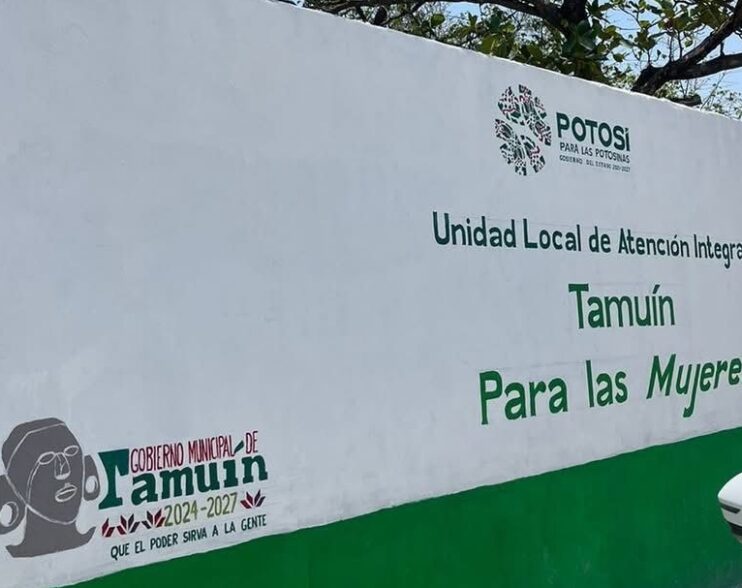 POTOSÍ
PARA LAS POTOSINAS
GOBIERNO DEL ESTADO 2021-2027
Unidad Local de Atención Integra
Tamuín
Para las Mujere
GOBIERNO MUNICIPAL DE
Tamuín
2024-2027
QUE EL PODER SIRVA A LA GENTE